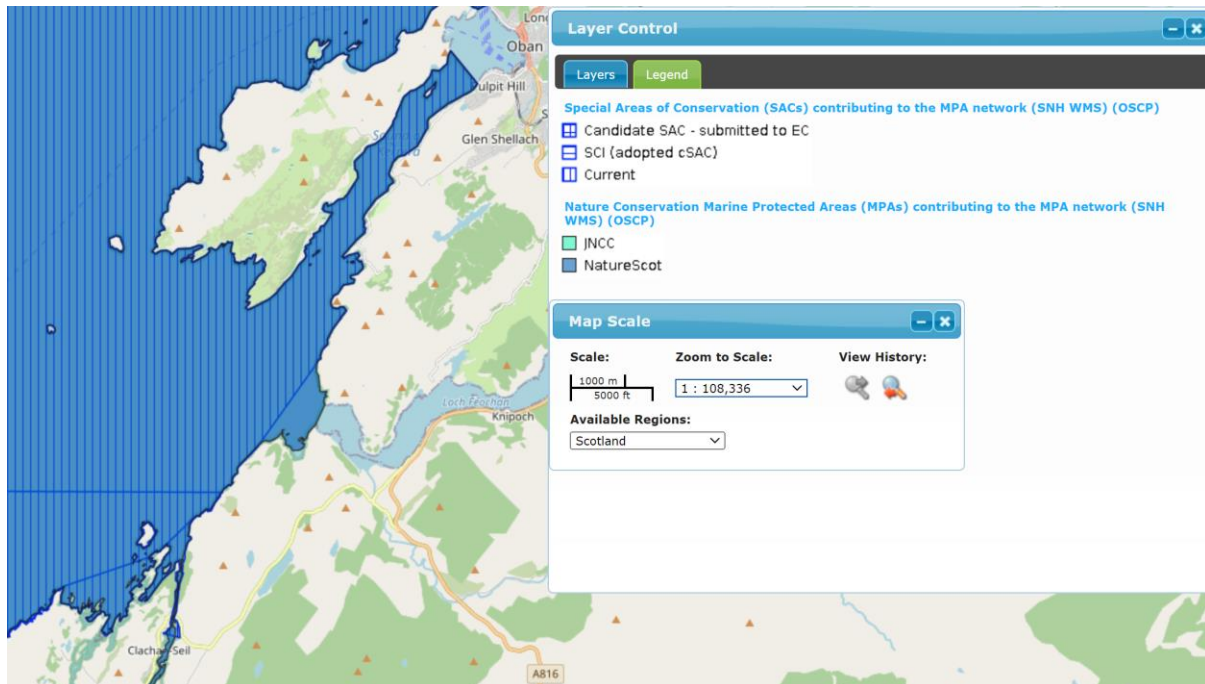 Oban
Pulpit Hill
Glen Shellach
Loch Feochan
Knipoch
A816
Layer Control
Layers
Legend
Special Areas of Conservation (SACs) contributing to the MPA network (SNH WMS) (OSCP)
Candidate SAC - submitted to EC
SCI (adopted cSAC)
Current
Nature Conservation Marine Protected Areas (MPAs) contributing to the MPA network (SNH
WMS) (OSCP)
JNCC
NatureScot
Map Scale
Scale:
Zoom to Scale:
View History:
1000 m
5000 ft
1 : 108,336
Available Regions:
Scotland